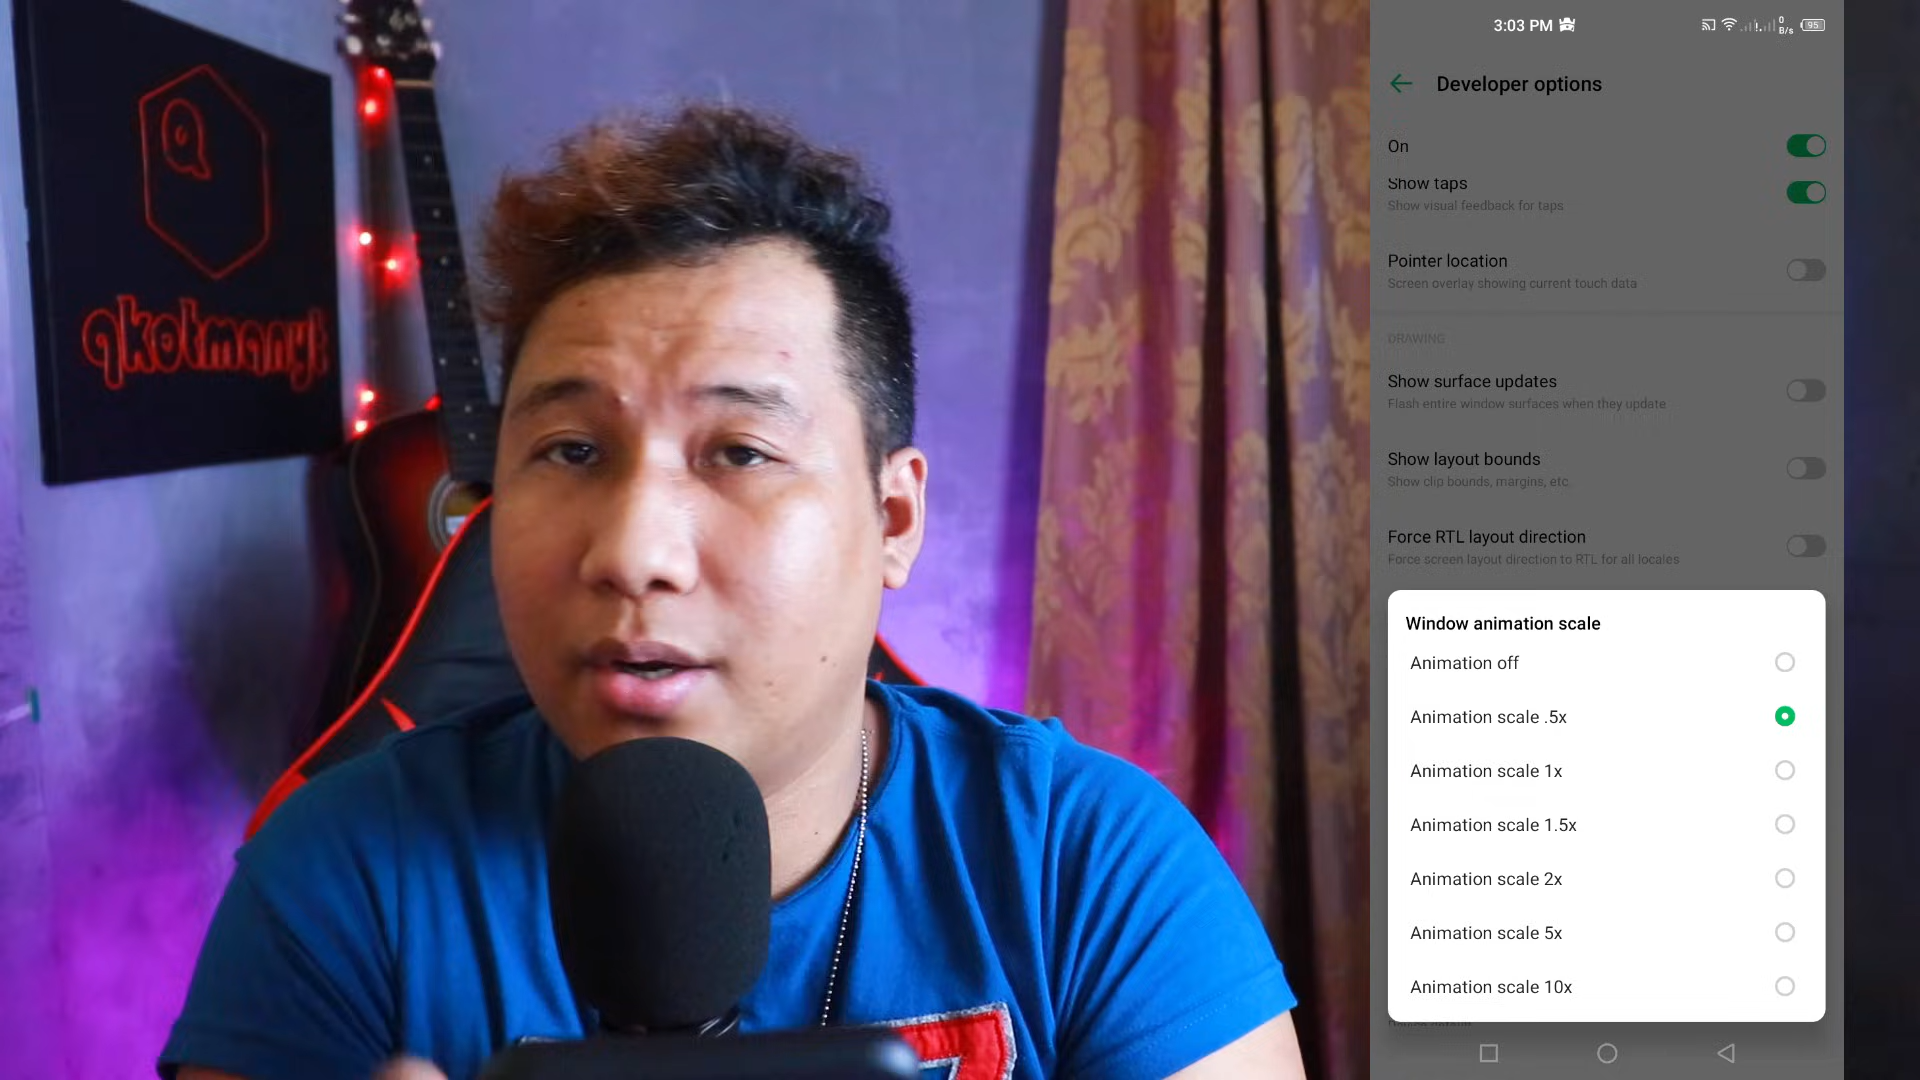 qkotmanyt
3:03 PM
0
B/s
95
Developer options
On
Show taps
Show visual feedback for taps
Pointer location
Screen overlay showing current touch data
DRAWING
Show surface updates
Flash entire window surfaces when they update
Show layout bounds
Show clip bounds, margins, etc.
Force RTL layout direction
Force screen layout direction to RTL for all locales
Window animation scale
Animation off
Animation scale .5x
Animation scale 1x
Animation scale 1.5x
Animation scale 2x
Animation scale 5x
Animation scale 10x